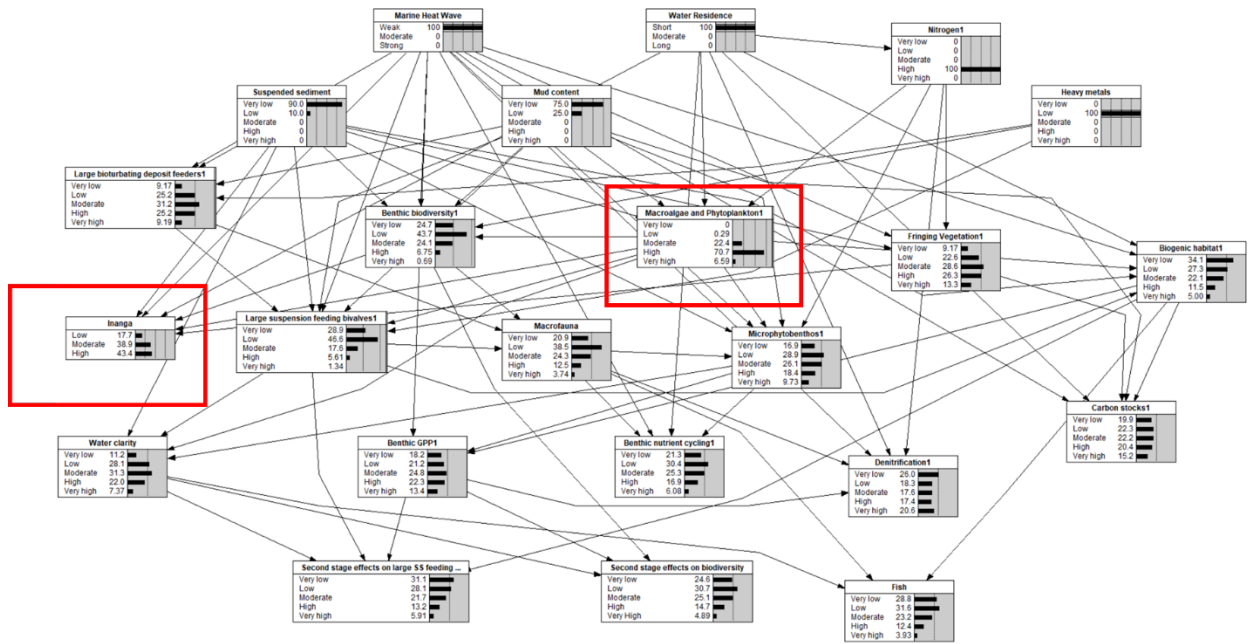 Marine Heat Wave
Weak 100
Moderate 0
Strong 0
Water Residence
Short 100
Moderate 0
Long 0
Nitrogen1
Very low 0
Low 0
Moderate 0
High 100
Very high 0
Suspended sediment
Very low 90.0
Low 10.0
Moderate 0
High 0
Very high 0
Mud content
Very low 75.0
Low 25.0
Moderate 0
High 0
Very high 0
Heavy metals
Very low 0
Low 100
Moderate 0
High 0
Very high 0
Large bioturbating deposit feeders1
Very low 9.17
Low 25.2
Moderate 31.2
High 25.2
Very high 9.19
Benthic biodiversity1
Very low 24.7
Low 43.7
Moderate 24.1
High 6.75
Very high 0.69
Macroalgae and Phytoplankton1
Very low 0
Low 0.29
Moderate 22.4
High 70.7
Very high 6.59
Fringing Vegetation1
Very low 9.17
Low 22.6
Moderate 28.6
High 26.3
Very high 13.3
Biogenic habitat1
Very low 34.1
Low 27.3
Moderate 22.1
High 11.5
Very high 5.00
Inanga
Low 17.7
Moderate 38.9
High 43.4
Large suspension feeding bivalves1
Very low 28.9
Low 46.6
Moderate 17.6
High 5.61
Very high 1.34
Macrofauna
Very low 20.9
Low 38.5
Moderate 24.3
High 12.5
Very high 3.74
Microphytobenthos1
Very low 16.9
Low 28.9
Moderate 26.1
High 18.4
Very high 9.73
Carbon stocks1
Very low 19.9
Low 22.3
Moderate 22.2
High 20.4
Very high 15.2
Water clarity
Very low 11.2
Low 28.1
Moderate 31.3
High 22.0
Very high 7.37
Benthic GPP1
Very low 18.2
Low 21.2
Moderate 24.8
High 22.3
Very high 13.4
Benthic nutrient cycling1
Very low 21.3
Low 30.4
Moderate 25.3
High 16.9
Very high 6.08
Denitrification1
Very low 26.0
Low 18.3
Moderate 17.6
High 17.4
Very high 20.6
Second stage effects on large SS feeding ...
Very low 31.1
Low 28.1
Moderate 21.7
High 13.2
Very high 5.91
Second stage effects on biodiversity
Very low 24.6
Low 30.7
Moderate 25.1
High 14.7
Very high 4.89
Fish
Very low 28.8
Low 31.6
Moderate 23.2
High 12.4
Very high 3.93